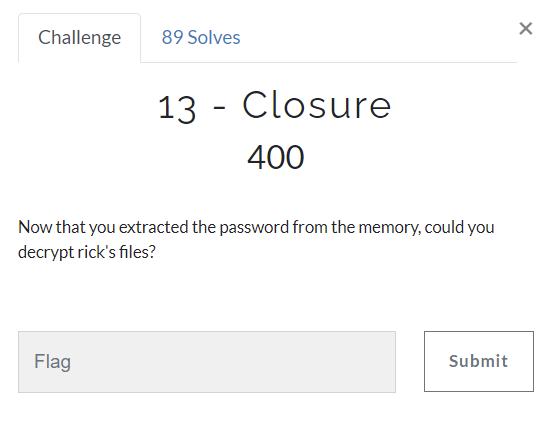 Challenge
89 Solves
×
13 - Closure
400
Now that you extracted the password from the memory, could you
decrypt rick's files?
Flag
Submit